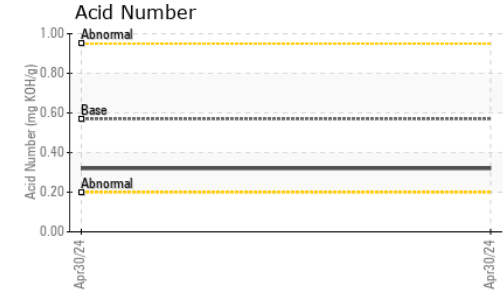 Acid Number
1.00
Abnormal
0.80
Base
0.60
0.40
Abnormal
0.20
0.00
Acid Number (mg KOH/g)
Apr30/24
Apr30/24